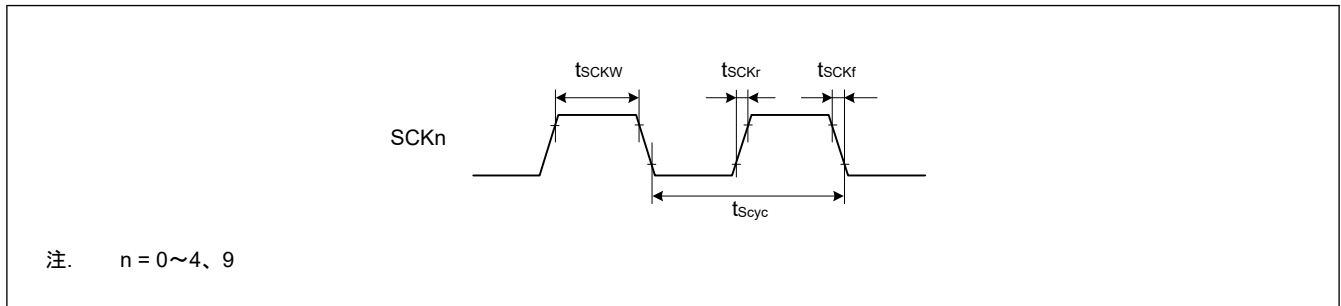 tSCKW
tSCKr
tSCKf
SCKn
tScyc
注. n = 0～4、9